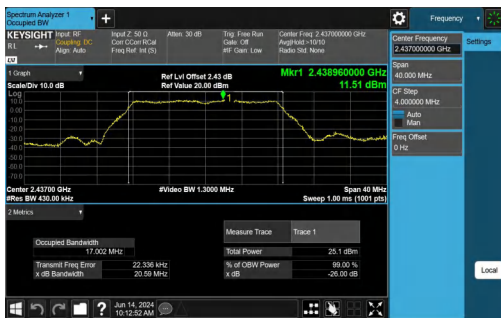 Spectrum Analyzer 1
Occupied BW
+
Frequency
KEYSIGHT
RL
Input: RF
Coupling: DC
Align: Auto
Input Z: 50 Ω
Corr CCorr RCal
Freq Ref: Int (S)
Atten: 30 dB
Trig: Free Run
Gate: Off
#IF Gain: Low
Center Freq: 2.437000000 GHz
Avg|Hold:>10/10
Radio Std: None
LW
Center Frequency
2.437000000 GHz
Settings
Span
40.000 MHz
CF Step
4.000000 MHz
Auto
Man
Freq Offset
0 Hz
Local
1 Graph
Scale/Div 10.0 dB
Ref Lvl Offset 2.43 dB
Ref Value 20.00 dBm
Mkr1 2.438960000 GHz
11.51 dBm
Log
10.0
0.00
-10.0
-20.0
-30.0
-40.0
-50.0
-60.0
-70.0
1
Center 2.43700 GHz
#Res BW 430.00 kHz
#Video BW 1.3000 MHz
Span 40 MHz
Sweep 1.00 ms (1001 pts)
2 Metrics
Measure Trace
Trace 1
Occupied Bandwidth
17.002 MHz
Total Power
25.1 dBm
Transmit Freq Error
22.336 kHz
% of OBW Power
99.00 %
x dB Bandwidth
20.59 MHz
x dB
-26.00 dB
?
Jun 14, 2024
10:12:52 AM